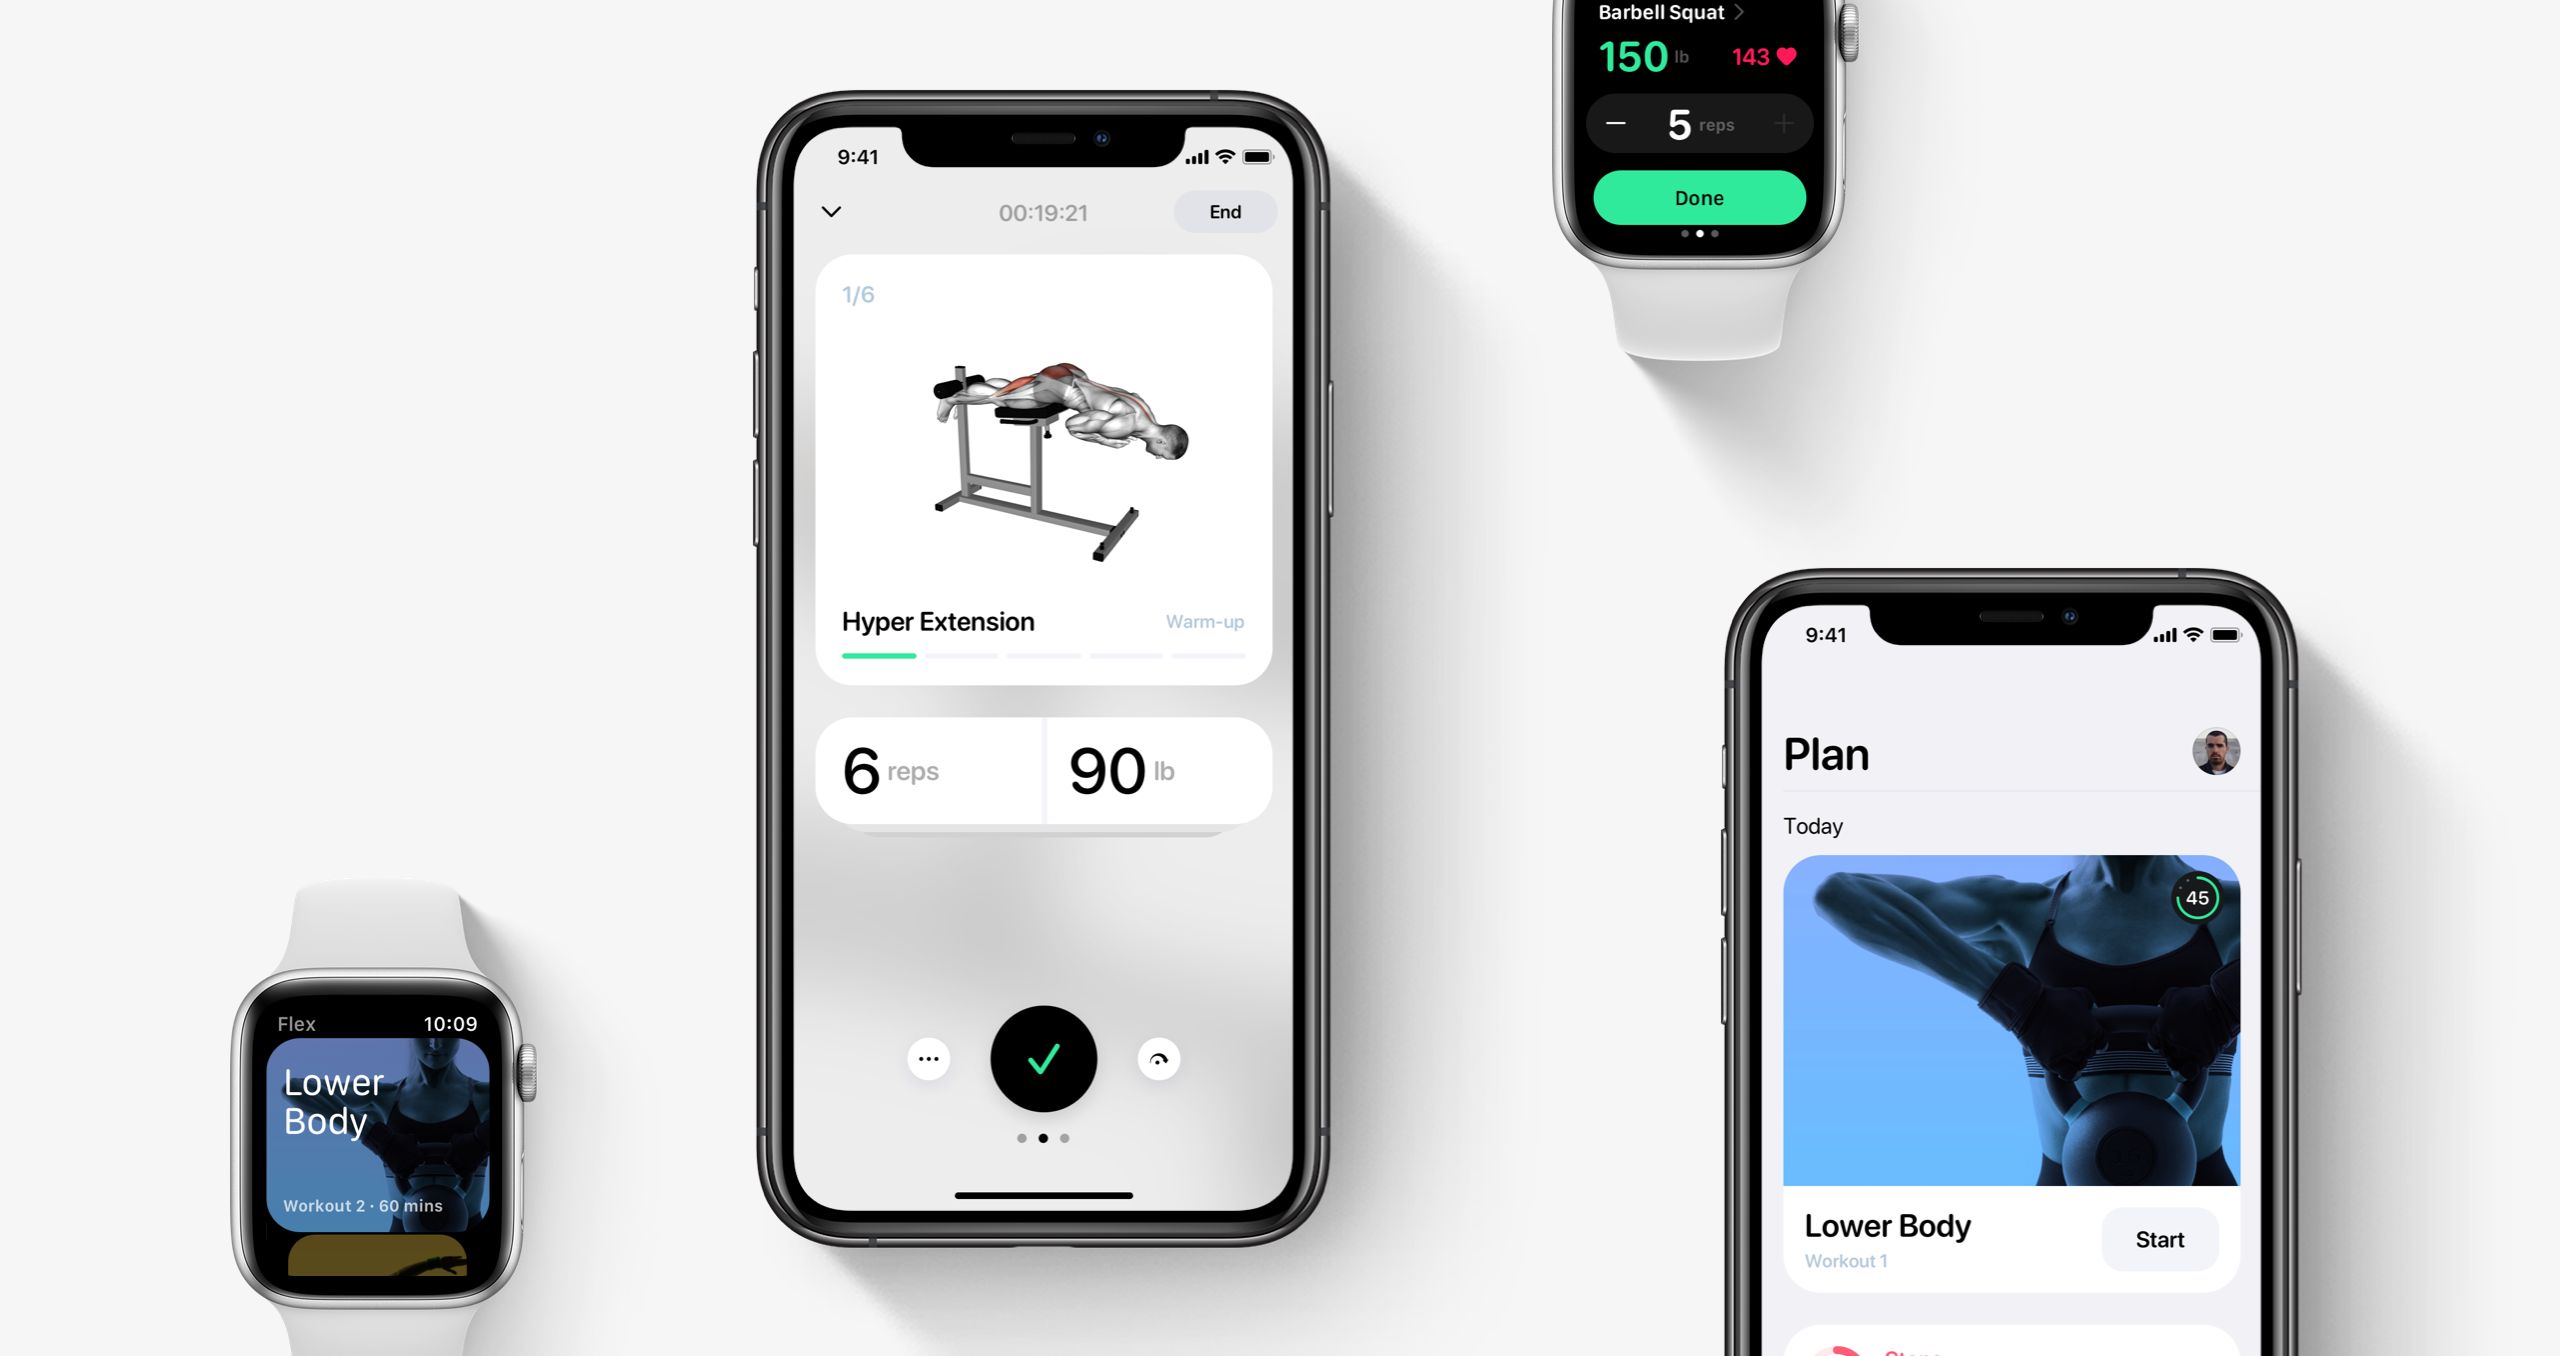 Barbell Squat
150 lb 143
5 reps
Done
9:41
00:19:21 End
1/6
Hyper Extension Warm-up
6 reps 90 lb
9:41
Plan
Today
45
Lower Body
Workout 1
Start
Flex 10:09
Lower
Body
Workout 2 · 60 mins